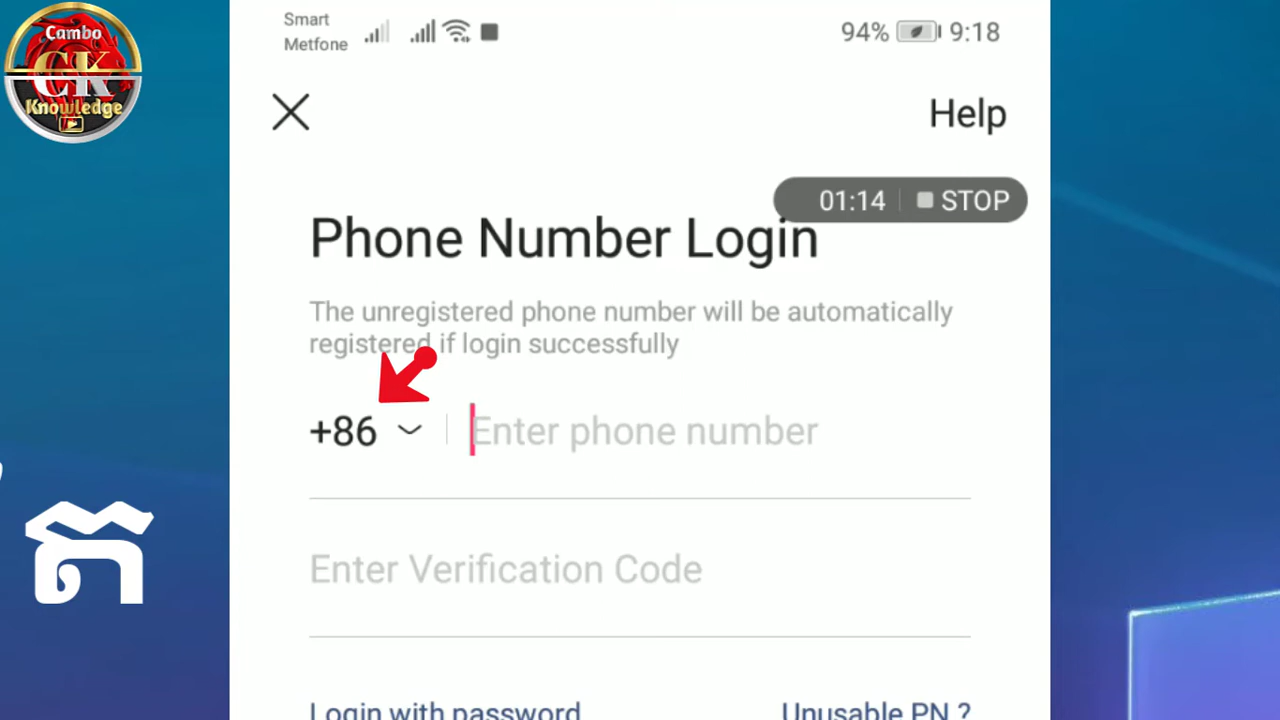 Cambo
CK
Knowledge
Smart
Metfone
94%
9:18
Help
01:14
STOP
Phone Number Login
The unregistered phone number will be automatically
registered if login successfully
+86
Enter phone number
Enter Verification Code
Login with password
Unusable PN ?